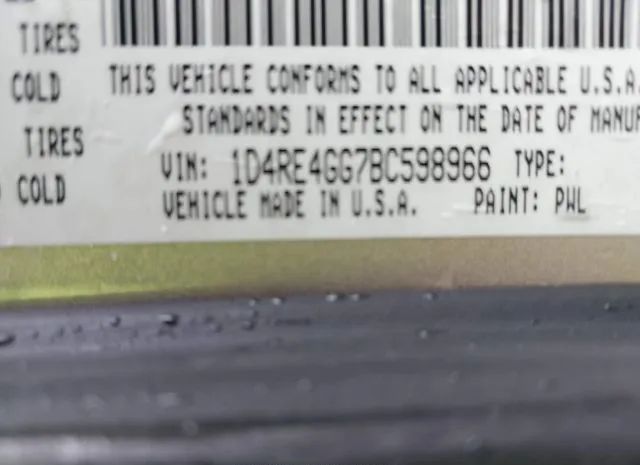 TIRES
COLD THIS VEHICLE CONFORMS TO ALL APPLICABLE U.S.A.
STANDARDS IN EFFECT ON THE DATE OF MANUF
TIRES
VIN: 1D4RE4GG7BC598966 TYPE:
COLD VEHICLE MADE IN U.S.A. PAINT: PWL